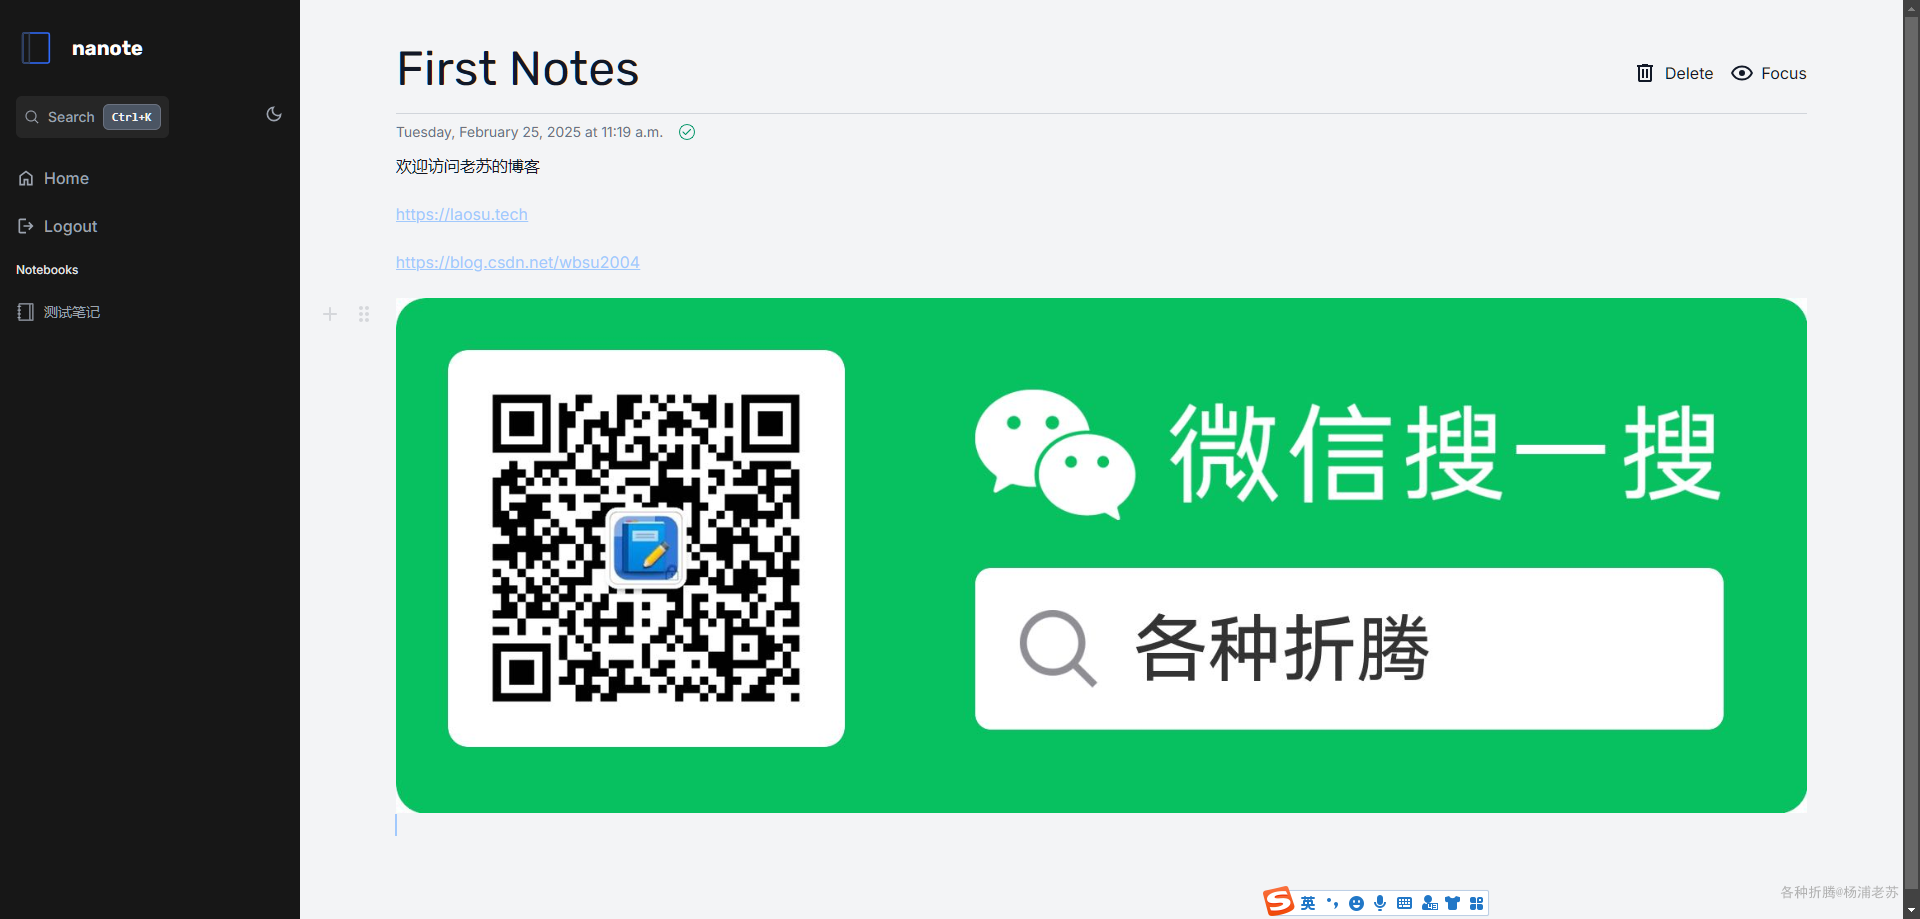 nanote
Search Ctrl+K
Home
Logout
Notebooks
测试笔记
First Notes
Delete Focus
Tuesday, February 25, 2025 at 11:19 a.m.
欢迎访问老苏的博客
https://laosu.tech
https://blog.csdn.net/wbsu2004
微信搜一搜
各种折腾
英
各种折腾@杨浦老苏